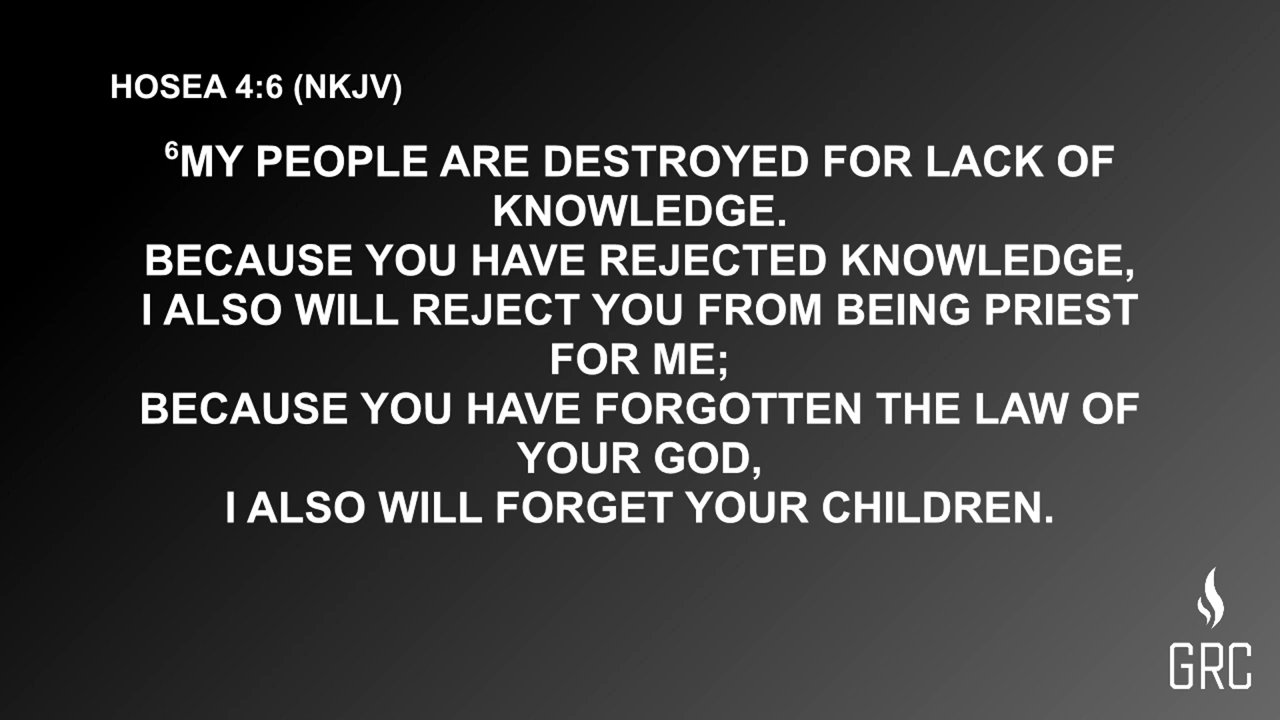 HOSEA 4:6 (NKJV)
⁶MY PEOPLE ARE DESTROYED FOR LACK OF
KNOWLEDGE.
BECAUSE YOU HAVE REJECTED KNOWLEDGE,
I ALSO WILL REJECT YOU FROM BEING PRIEST
FOR ME;
BECAUSE YOU HAVE FORGOTTEN THE LAW OF
YOUR GOD,
I ALSO WILL FORGET YOUR CHILDREN.
GRC